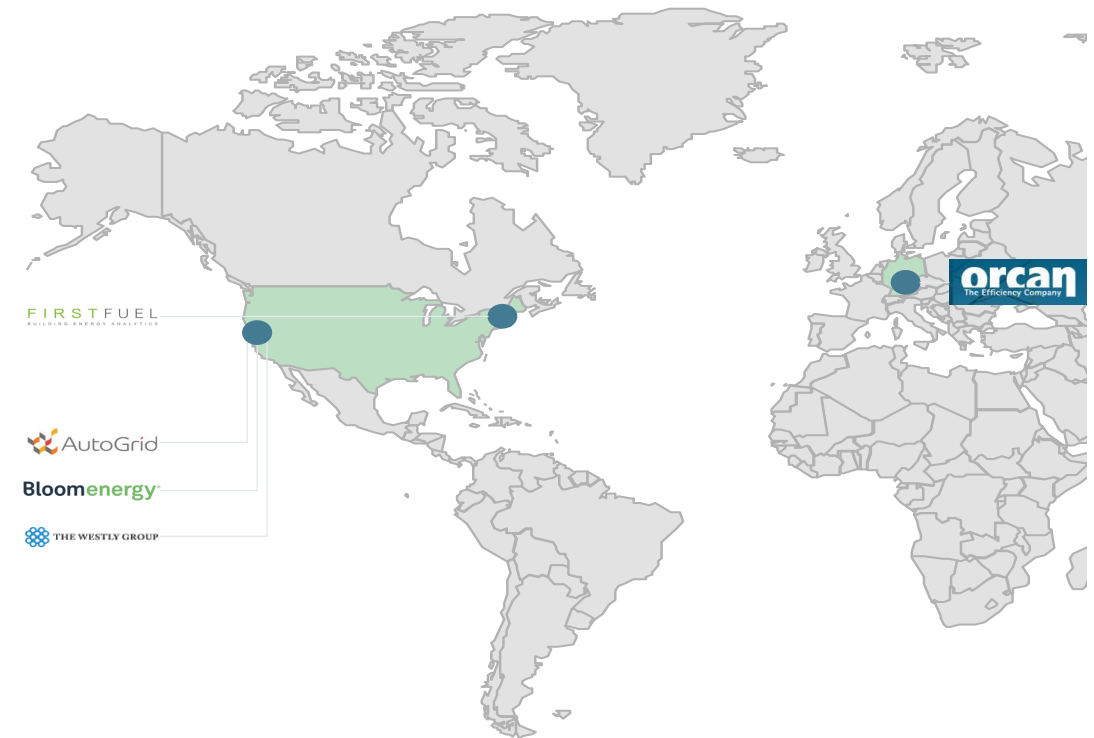 orcan
The Efficiency Company
FIRSTFUEL
BUILDING ENERGY ANALYTICS
AutoGrid
Bloomenergy
THE WESTLY GROUP